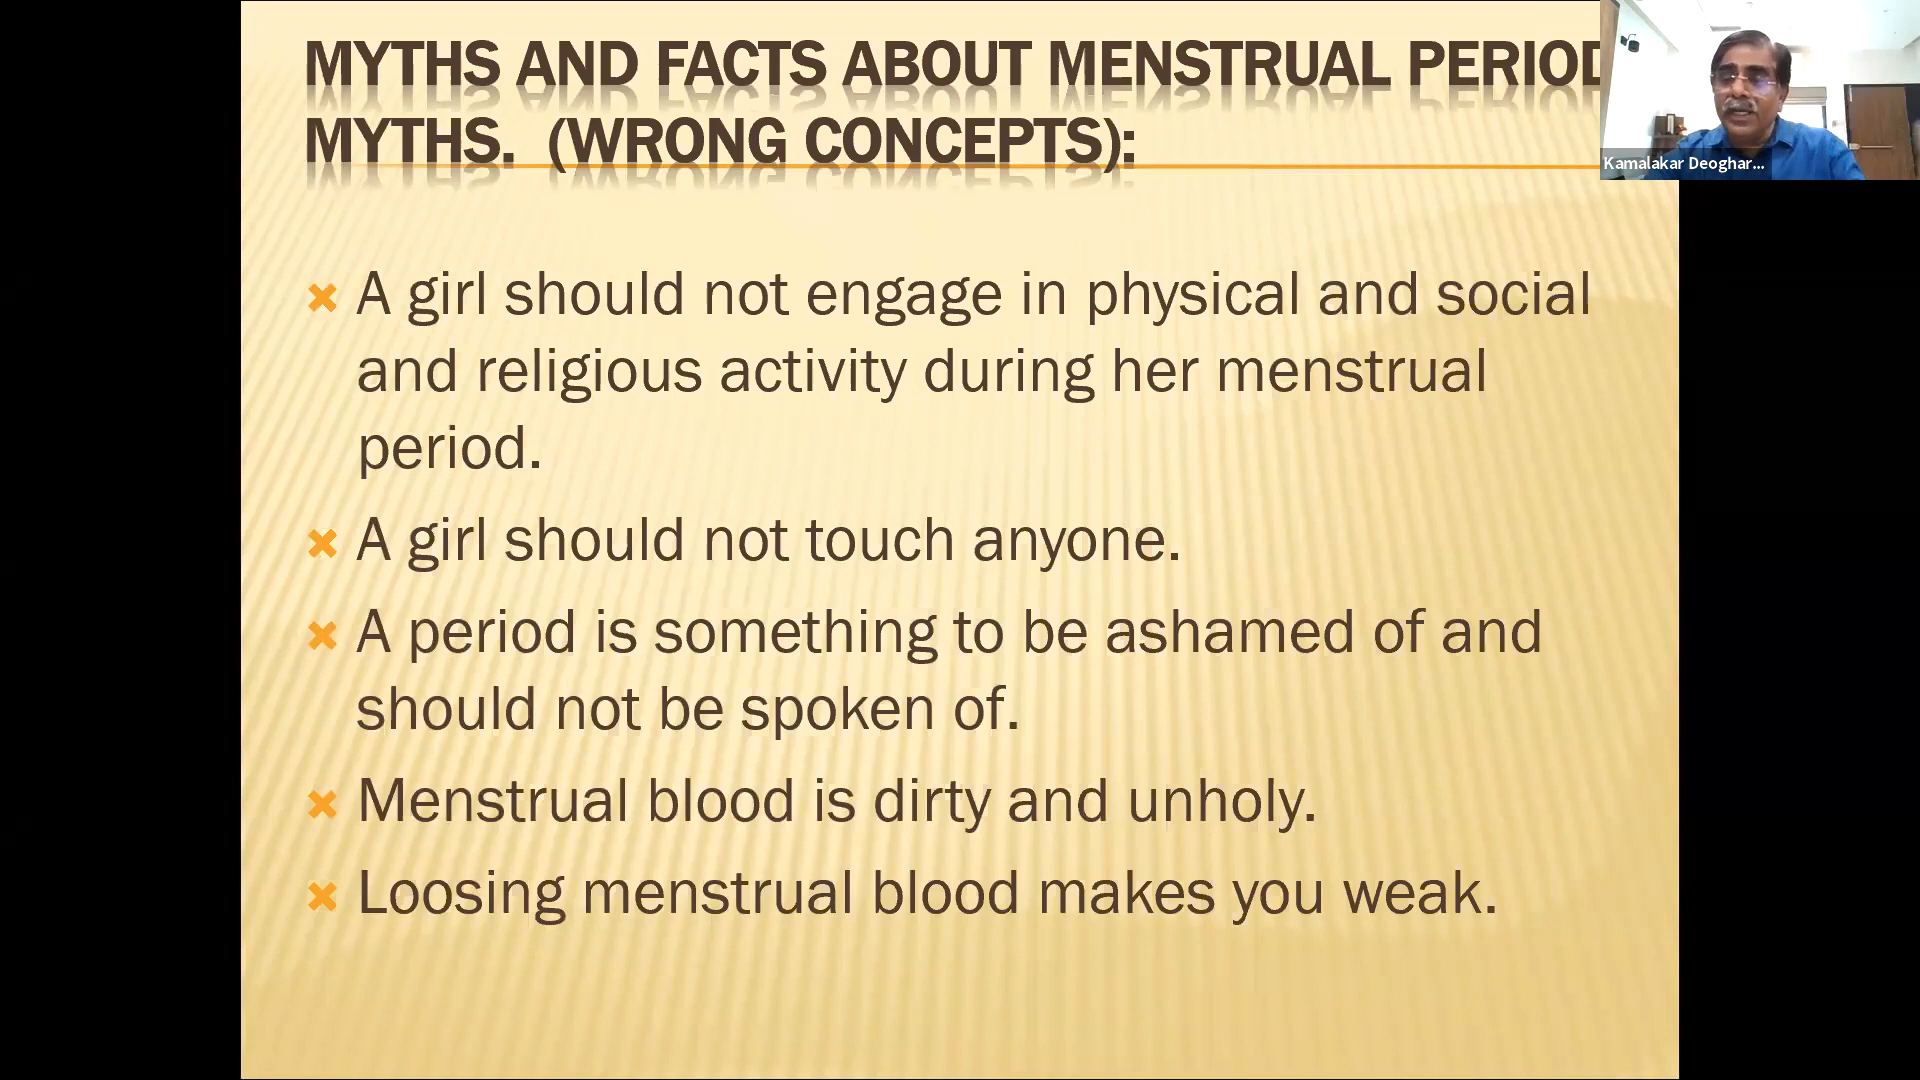 MYTHS AND FACTS ABOUT MENSTRUAL PERIOD
MYTHS. (WRONG CONCEPTS):
A girl should not engage in physical and social
and religious activity during her menstrual
period.
A girl should not touch anyone.
A period is something to be ashamed of and
should not be spoken of.
Menstrual blood is dirty and unholy.
Loosing menstrual blood makes you weak.
Kamalakar Deoghar...